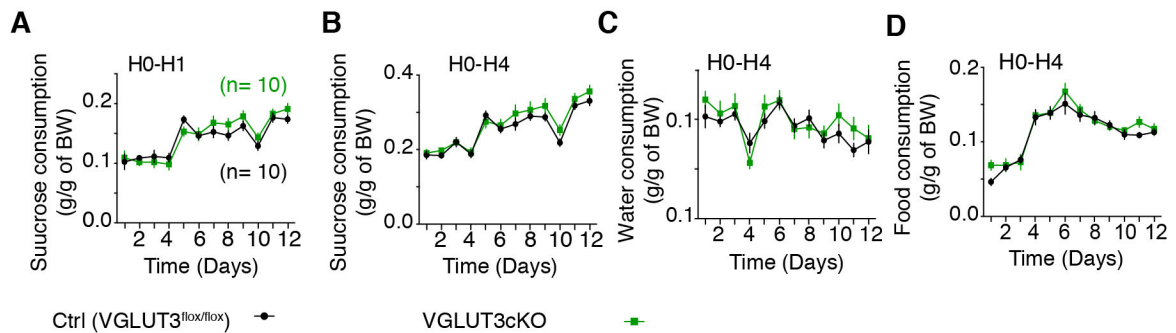 A
Suucrose consumption
(g/g of BW)
H0-H1
(n= 10)
(n= 10)
0.2
0.1
0.0
2 4 6 8 10 12
Time (Days)
B
Suucrose consumption
(g/g of BW)
H0-H4
0.4
0.2
0.0
2 4 6 8 10 12
Time (Days)
C
Water consumption
(g/g of BW)
H0-H4
0.1
0.1
2 4 6 8 10 12
Time (Days)
D
Food consumption
(g/g of BW)
H0-H4
0.2
0.1
0.0
2 4 6 8 10 12
Time (Days)
Ctrl (VGLUT3flox/flox)
VGLUT3cKO